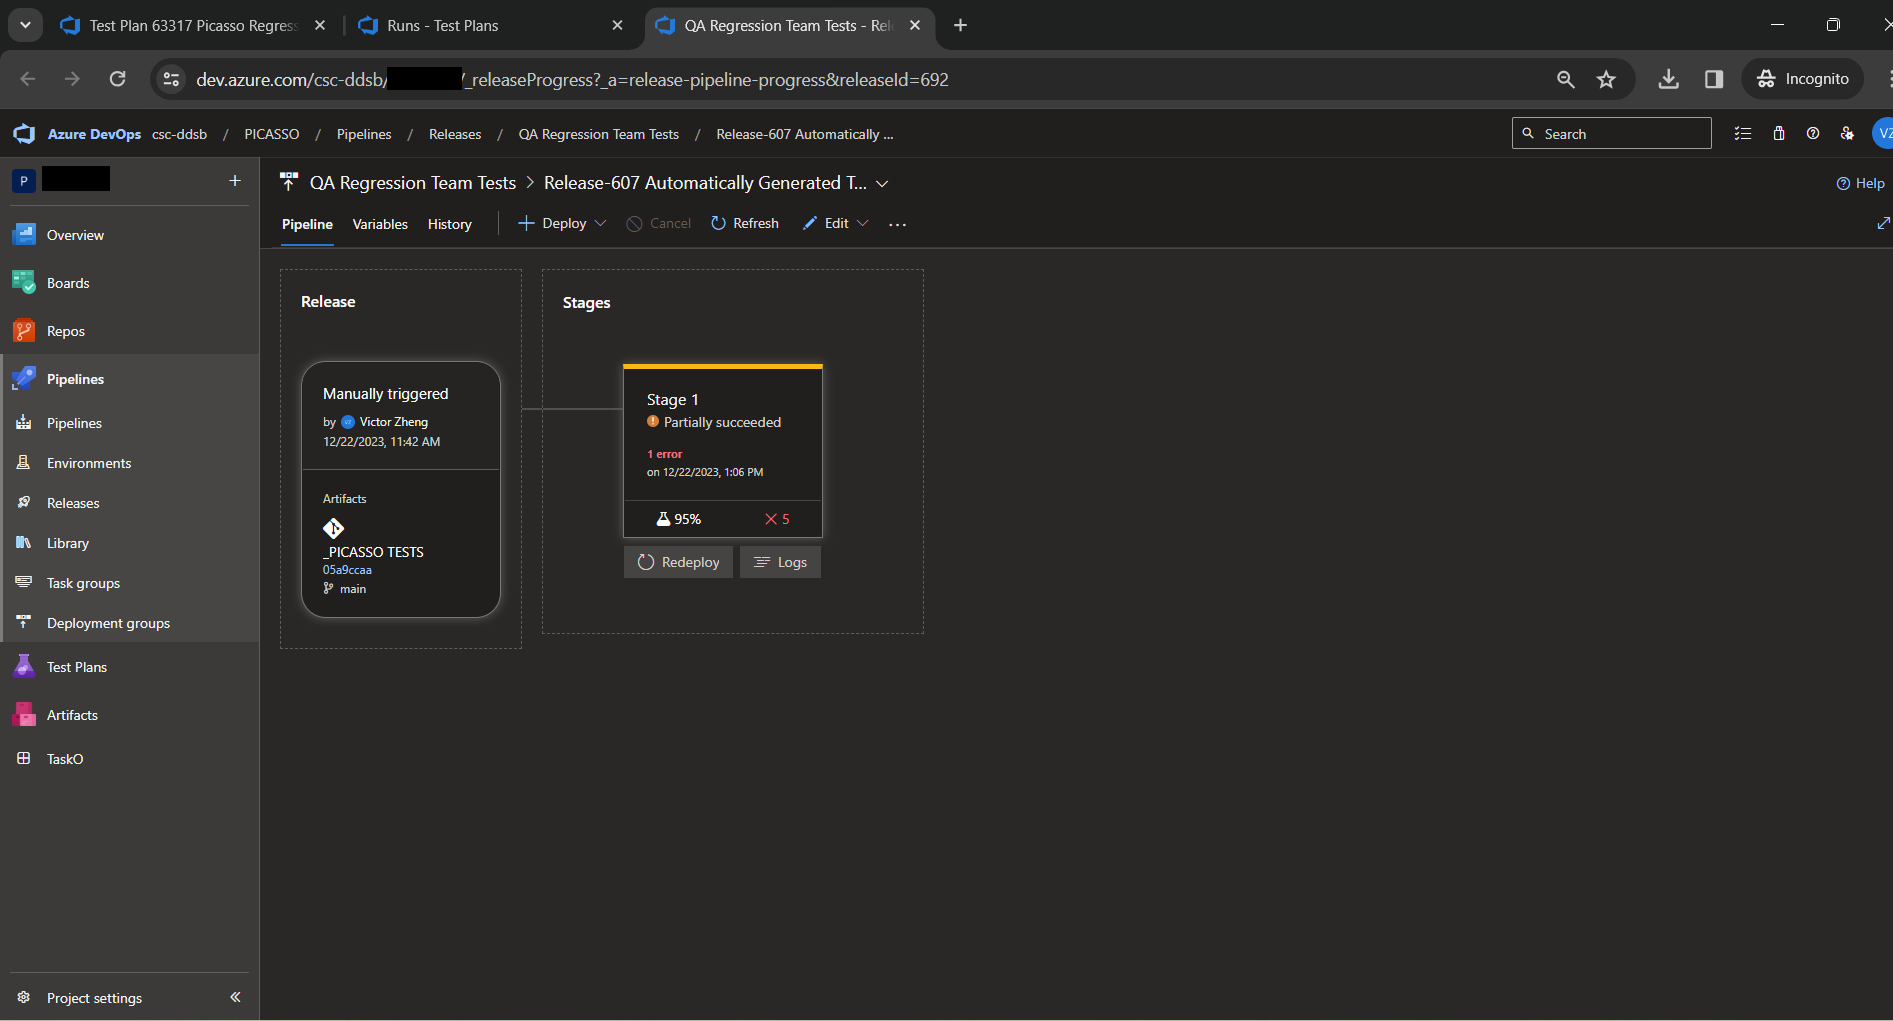 Test Plan 63317 Picasso Regress
Runs - Test Plans
QA Regression Team Tests - Rel
dev.azure.com/csc-ddsb/ /_releaseProgress?_a=release-pipeline-progress&releaseId=692
Incognito
Azure DevOps csc-ddsb / PICASSO / Pipelines / Releases / QA Regression Team Tests / Release-607 Automatically ...
Search
VZ
P
QA Regression Team Tests > Release-607 Automatically Generated T...
Help
Pipeline Variables History Deploy Cancel Refresh Edit ...
Overview
Boards
Repos
Pipelines
Pipelines
Environments
Releases
Library
Task groups
Deployment groups
Test Plans
Artifacts
TaskO
Project settings
Release
Manually triggered
by VZ Victor Zheng
12/22/2023, 11:42 AM
Artifacts
_PICASSO TESTS
05a9ccaa
main
Stages
Stage 1
Partially succeeded
1 error
on 12/22/2023, 1:06 PM
95% 5
Redeploy Logs